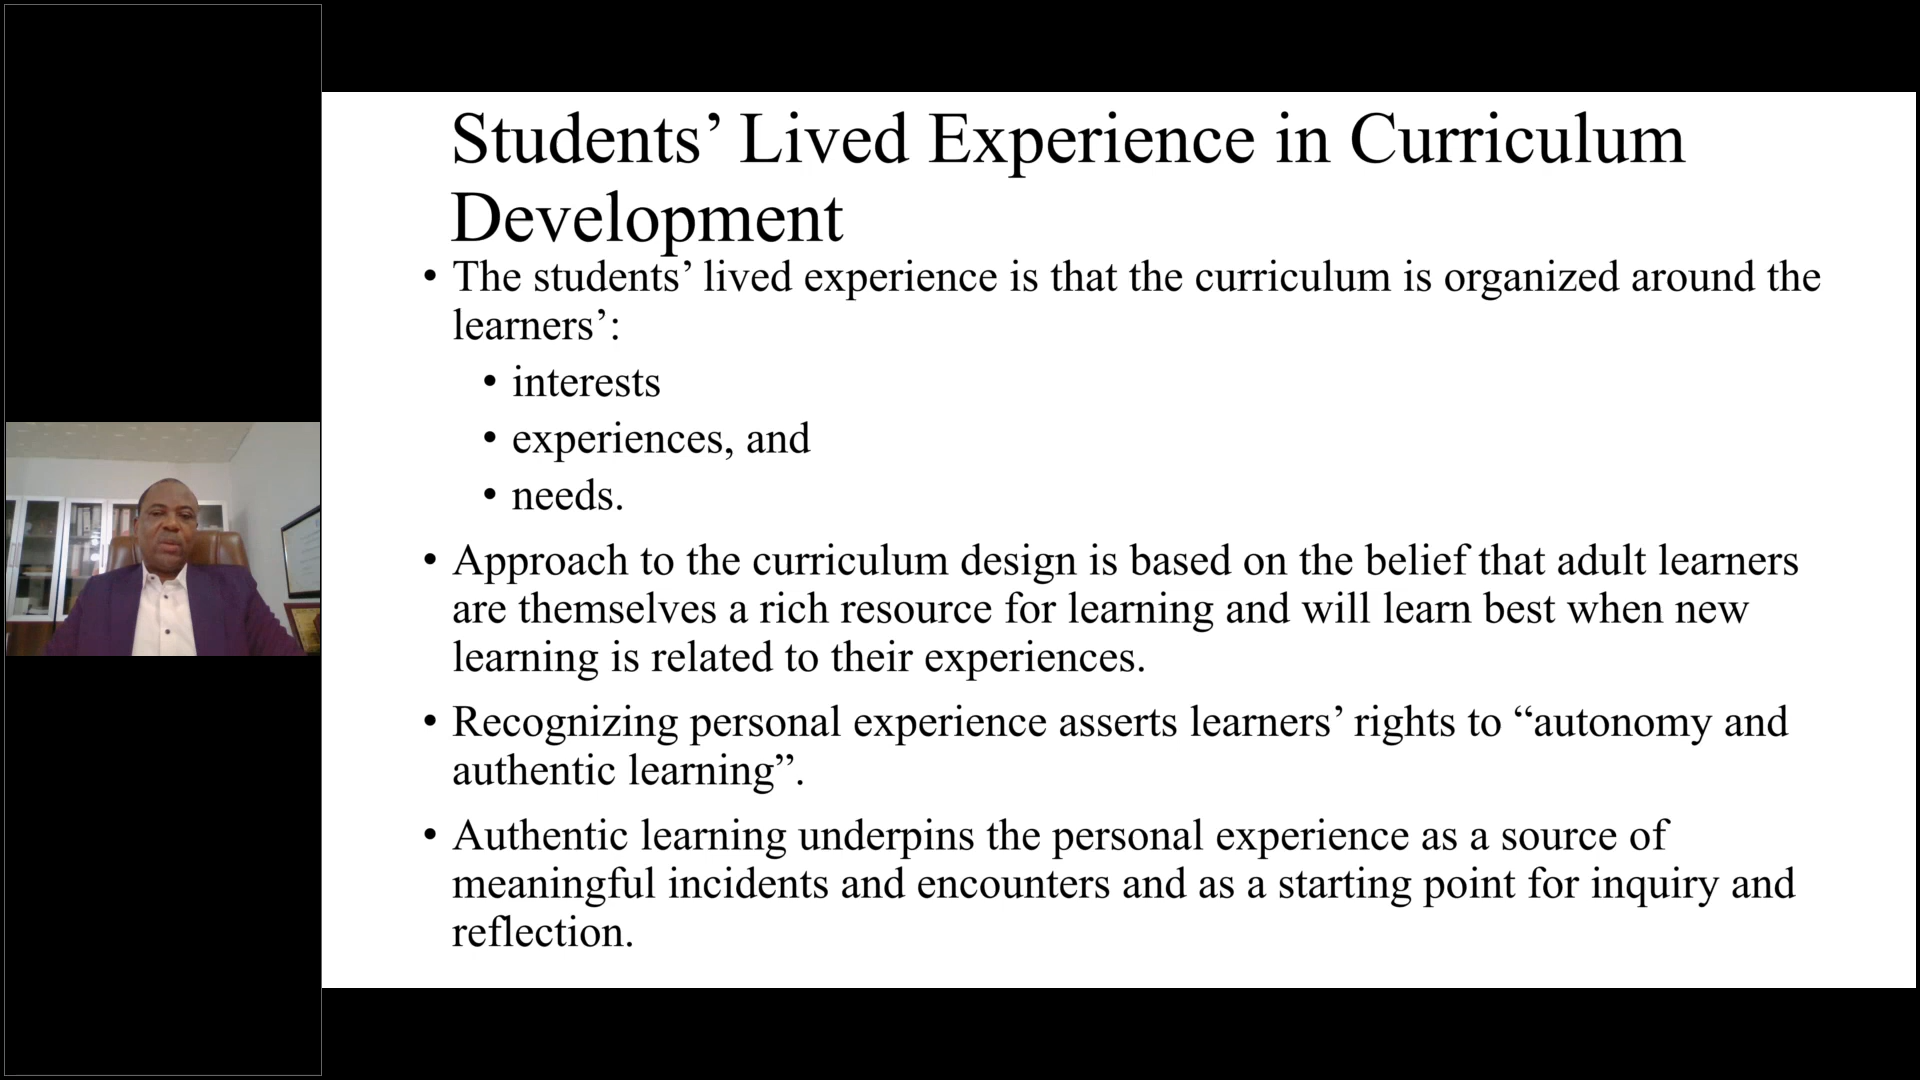 Students’ Lived Experience in Curriculum
Development
• The students’ lived experience is that the curriculum is organized around the
learners’:
• interests
• experiences, and
• needs.
• Approach to the curriculum design is based on the belief that adult learners
are themselves a rich resource for learning and will learn best when new
learning is related to their experiences.
• Recognizing personal experience asserts learners’ rights to “autonomy and
authentic learning”.
• Authentic learning underpins the personal experience as a source of
meaningful incidents and encounters and as a starting point for inquiry and
reflection.